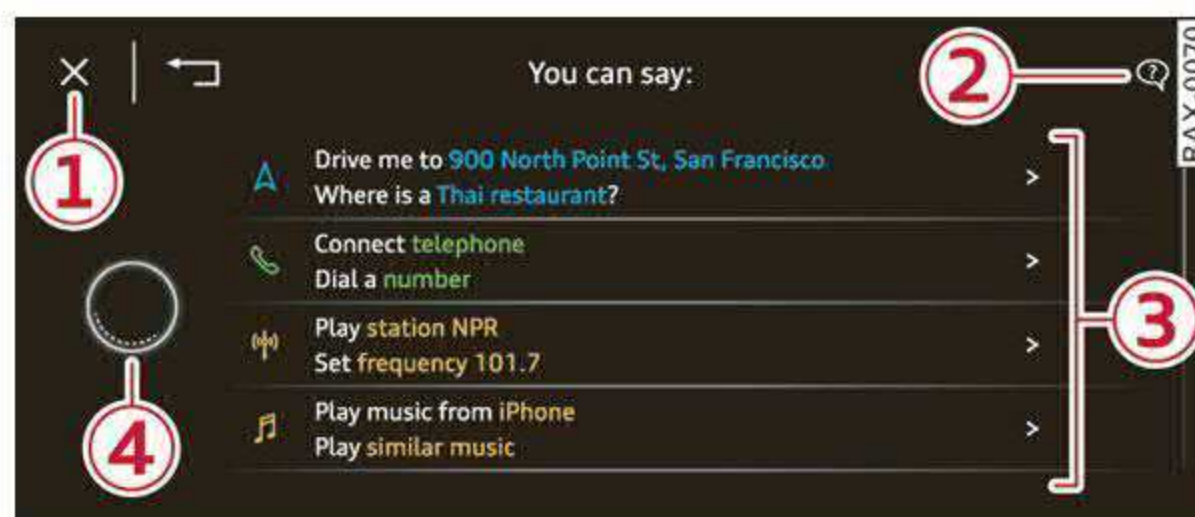 You can say:
2
RAX-0070
1
Drive me to 900 North Point St, San Francisco
Where is a Thai restaurant?
Connect telephone
Dial a number
3
Play station NPR
Set frequency 101.7
4
Play music from iPhone
Play similar music